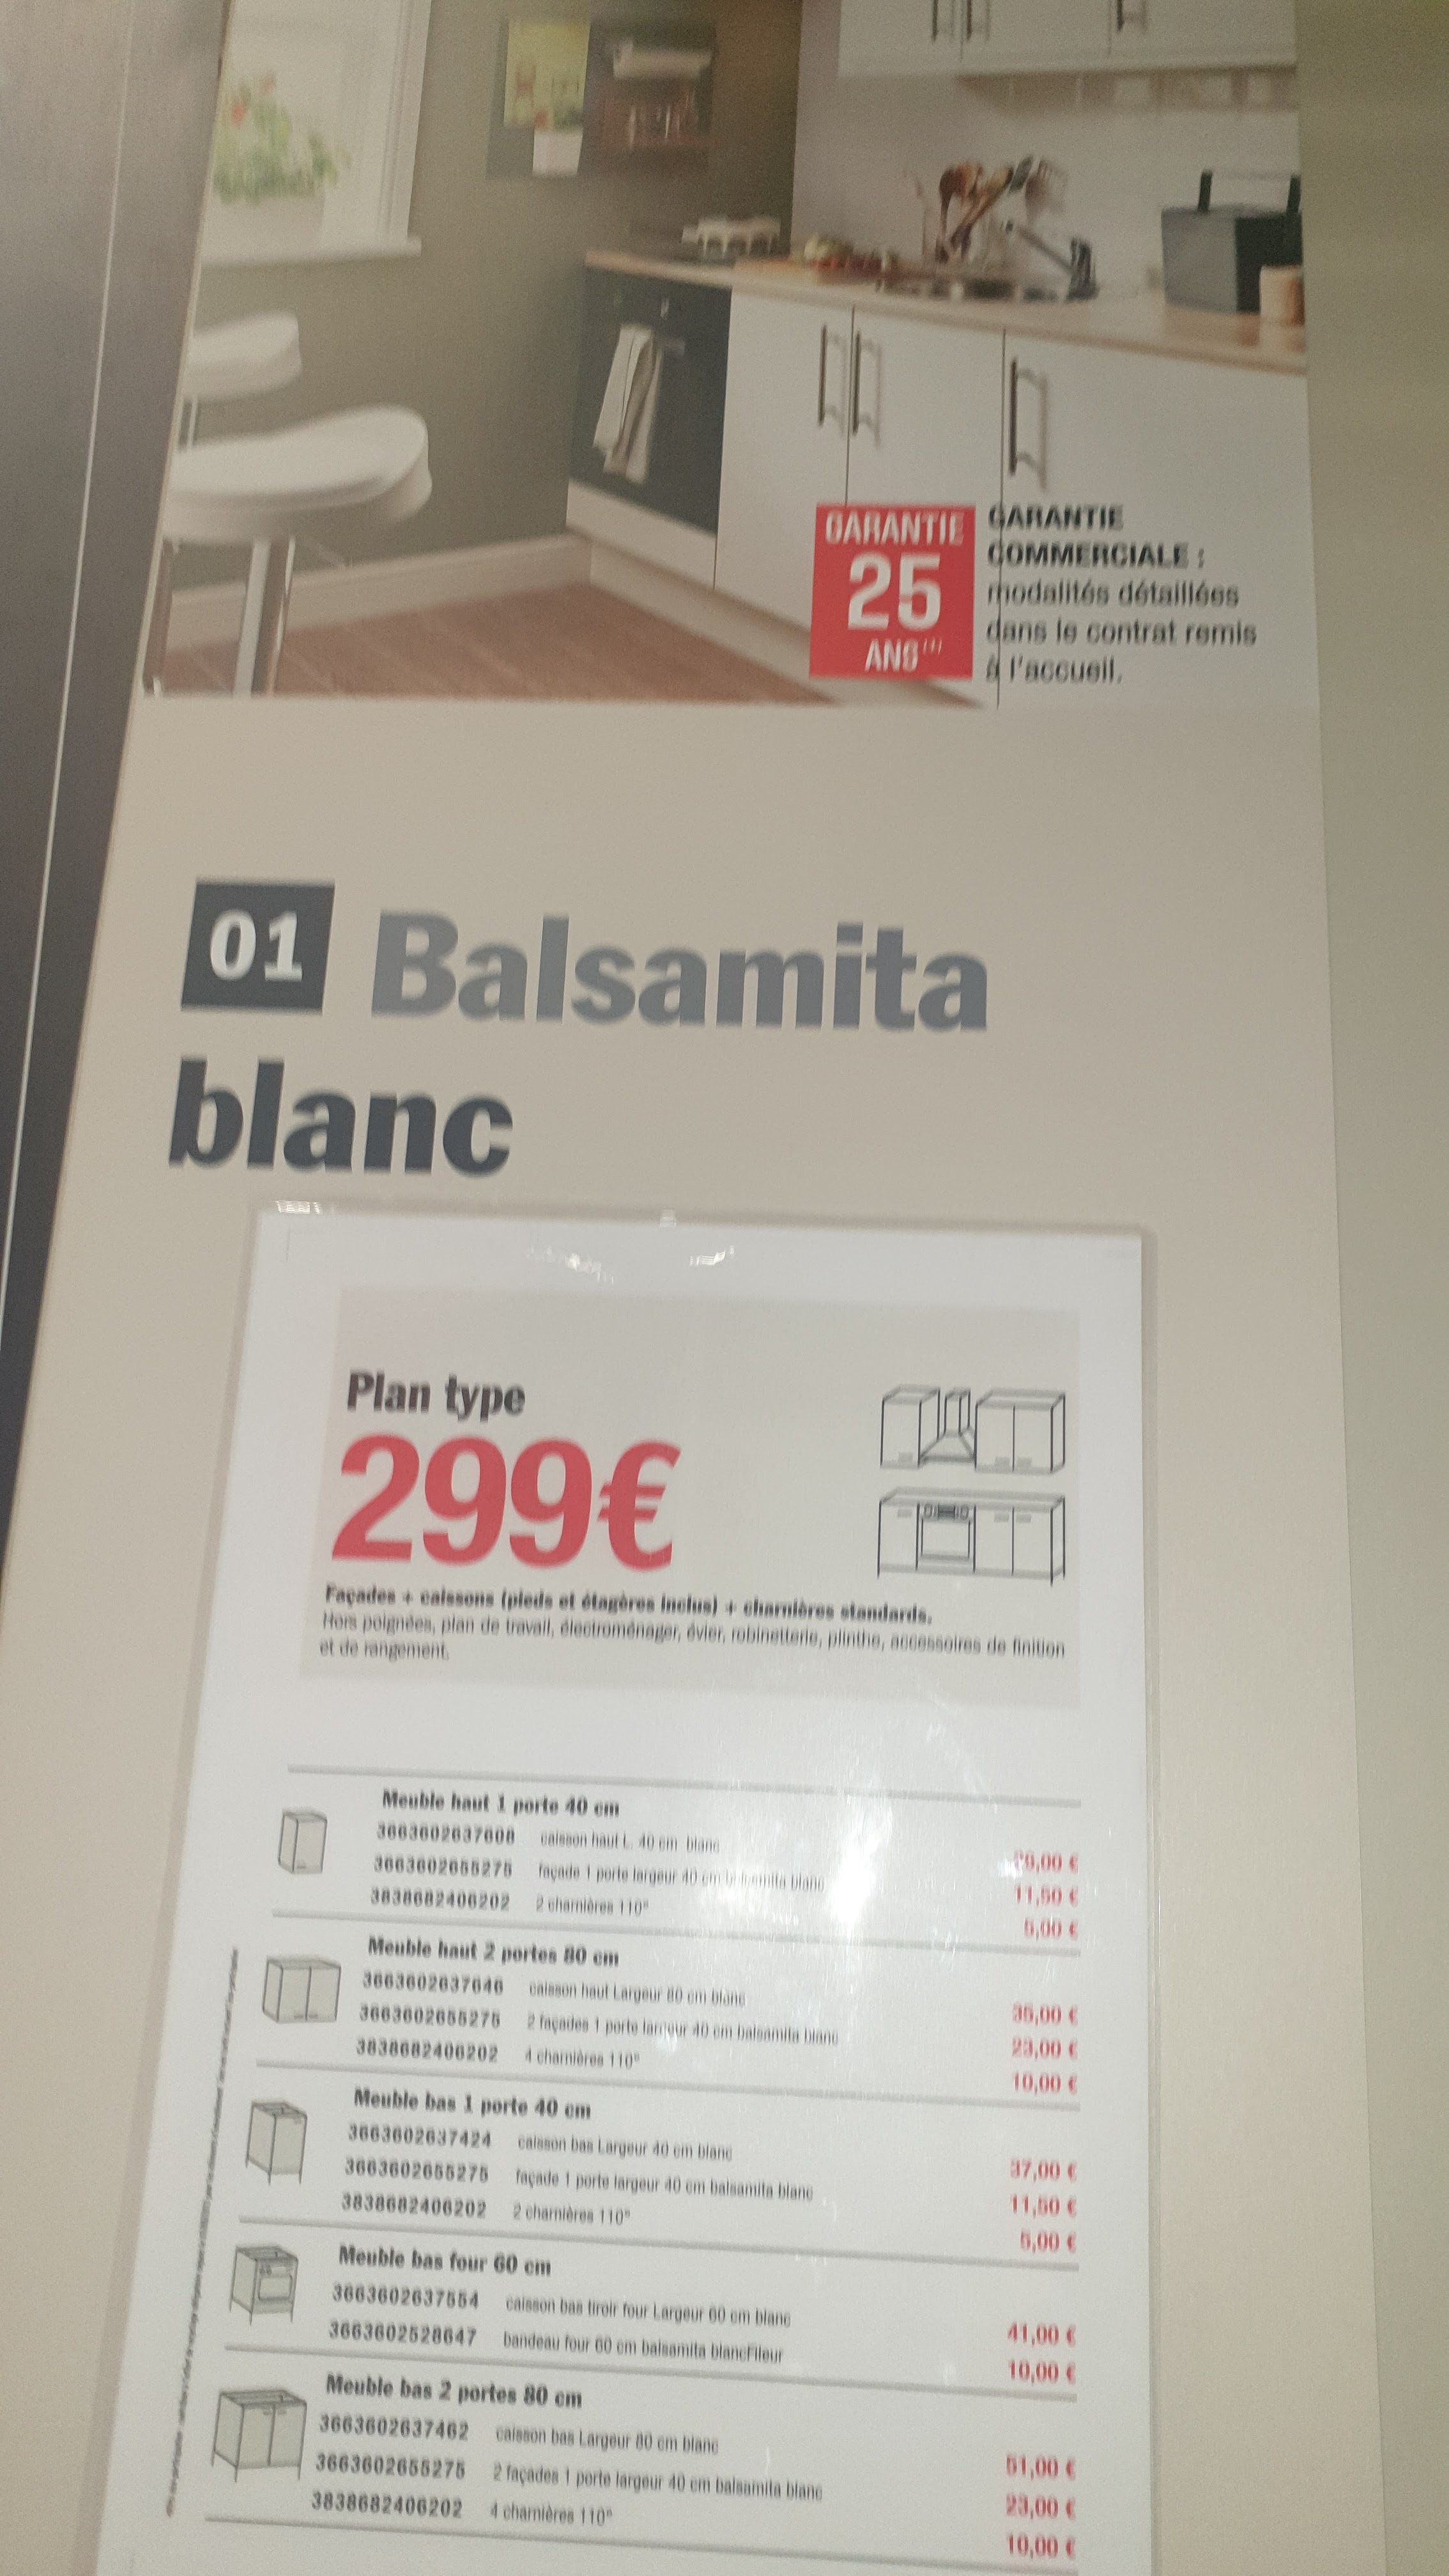 GARANTIE
25
ANS⁽¹⁾
GARANTIE
COMMERCIALE :
modalités détaillées
dans le contrat remis
à l'accueil.
01 Balsamita
blanc
Plan type
299€
Façades + caissons (pieds et étagères inclus) + charnières standards.
Hors poignées, plan de travail, électroménager, évier, robinetterie, plinthe, accessoires de finition
et de rangement.
Meuble haut 1 porte 40 cm
3663602637608 caisson haut L. 40 cm blanc
3663602655275 façade 1 porte largeur 40 cm balsamita blanc 11,50 €
3838682406202 2 charnières 110° 5,00 €
Meuble haut 2 portes 80 cm
3663602637646 caisson haut Largeur 80 cm blanc 35,00 €
3663602655275 2 façades 1 porte largeur 40 cm balsamita blanc 23,00 €
3838682406202 4 charnières 110° 10,00 €
Meuble bas 1 porte 40 cm
3663602637424 caisson bas Largeur 40 cm blanc 37,00 €
3663602655275 façade 1 porte largeur 40 cm balsamita blanc 11,50 €
3838682406202 2 charnières 110° 5,00 €
Meuble bas four 60 cm
3663602637554 caisson bas tiroir four Largeur 60 cm blanc 41,00 €
3663602528647 bandeau four 60 cm balsamita blancFileur 10,00 €
Meuble bas 2 portes 80 cm
3663602637462 caisson bas Largeur 80 cm blanc 51,00 €
3663602655275 2 façades 1 porte largeur 40 cm balsamita blanc 23,00 €
3838682406202 4 charnières 110° 10,00 €